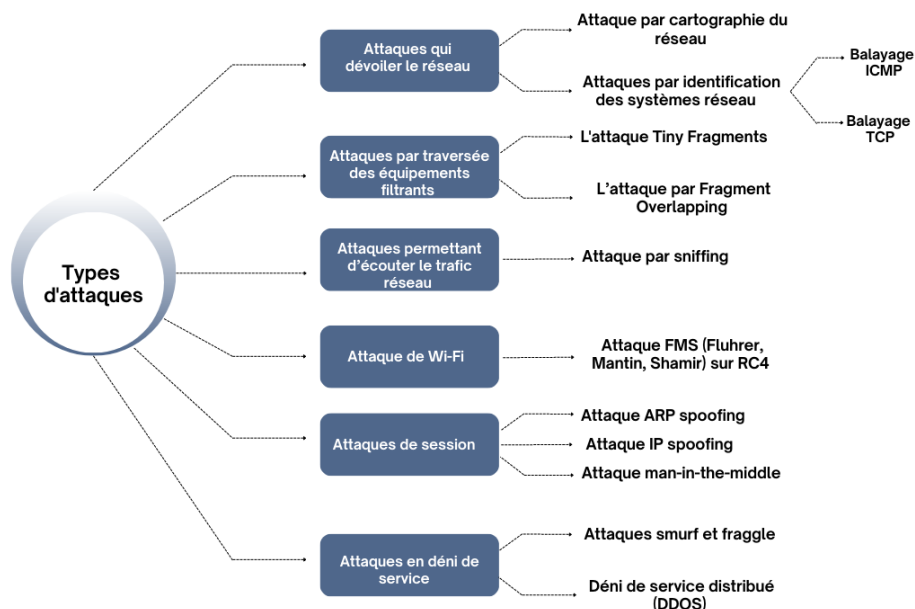 Types
d'attaques
Attaques qui
dévoiler le réseau
Attaque par cartographie du
réseau
Attaques par identification
des systèmes réseau
Balayage
ICMP
Balayage
TCP
Attaques par traversée
des équipements
filtrants
L'attaque Tiny Fragments
L’attaque par Fragment
Overlapping
Attaques permettant
d’écouter le trafic
réseau
Attaque par sniffing
Attaque de Wi-Fi
Attaque FMS (Fluhrer,
Mantin, Shamir) sur RC4
Attaques de session
Attaque ARP spoofing
Attaque IP spoofing
Attaque man-in-the-middle
Attaques en déni de
service
Attaques smurf et fraggle
Déni de service distribué
(DDOS)